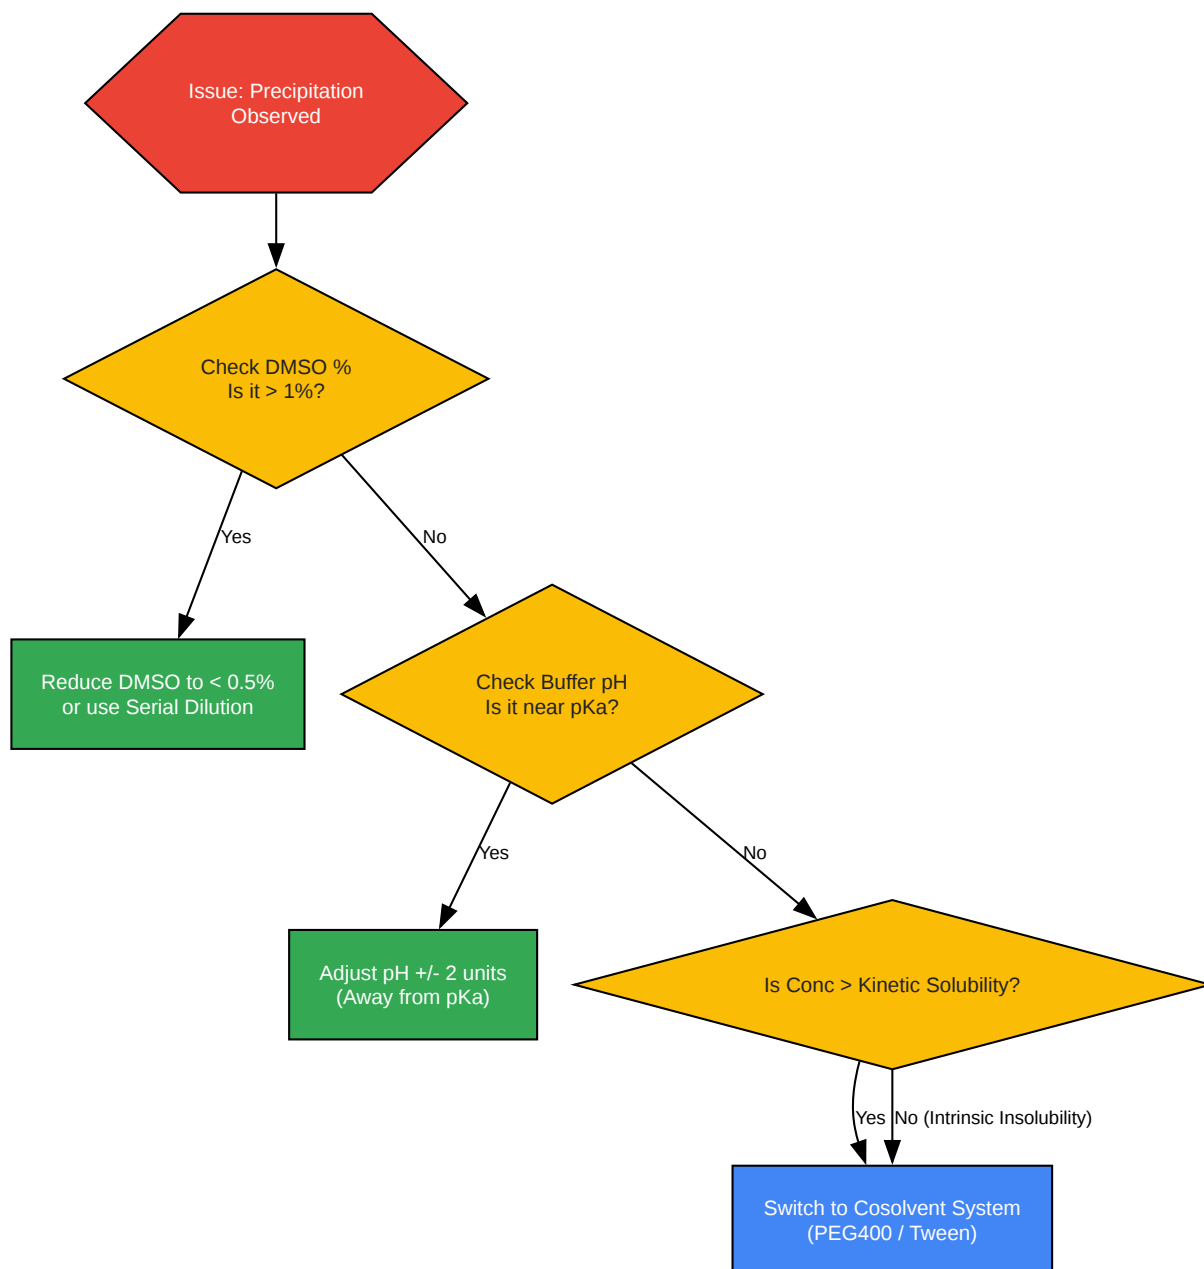 Issue: Precipitation
Observed
Check DMSO %
Is it > 1%?
Yes
No
Reduce DMSO to < 0.5%
or use Serial Dilution
Check Buffer pH
Is it near pKa?
Yes
No
Adjust pH +/- 2 units
(Away from pKa)
Is Conc > Kinetic Solubility?
Yes
No (Intrinsic Insolubility)
Switch to Cosolvent System
(PEG400 / Tween)